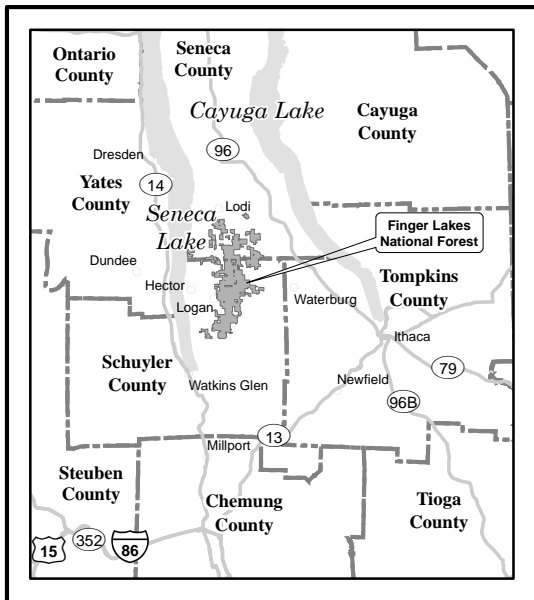 Ontario
County
Seneca
County
Cayuga Lake
Cayuga
County
96
Dresden
14
Yates
County
Lodi
Seneca
Lake
Finger Lakes
National Forest
Dundee
Hector
Waterburg
Tompkins
County
Logan
Ithaca
Schuyler
County
79
Watkins Glen
Newfield
96B
13
Millport
Steuben
County
Chemung
County
Tioga
County
15
352
86